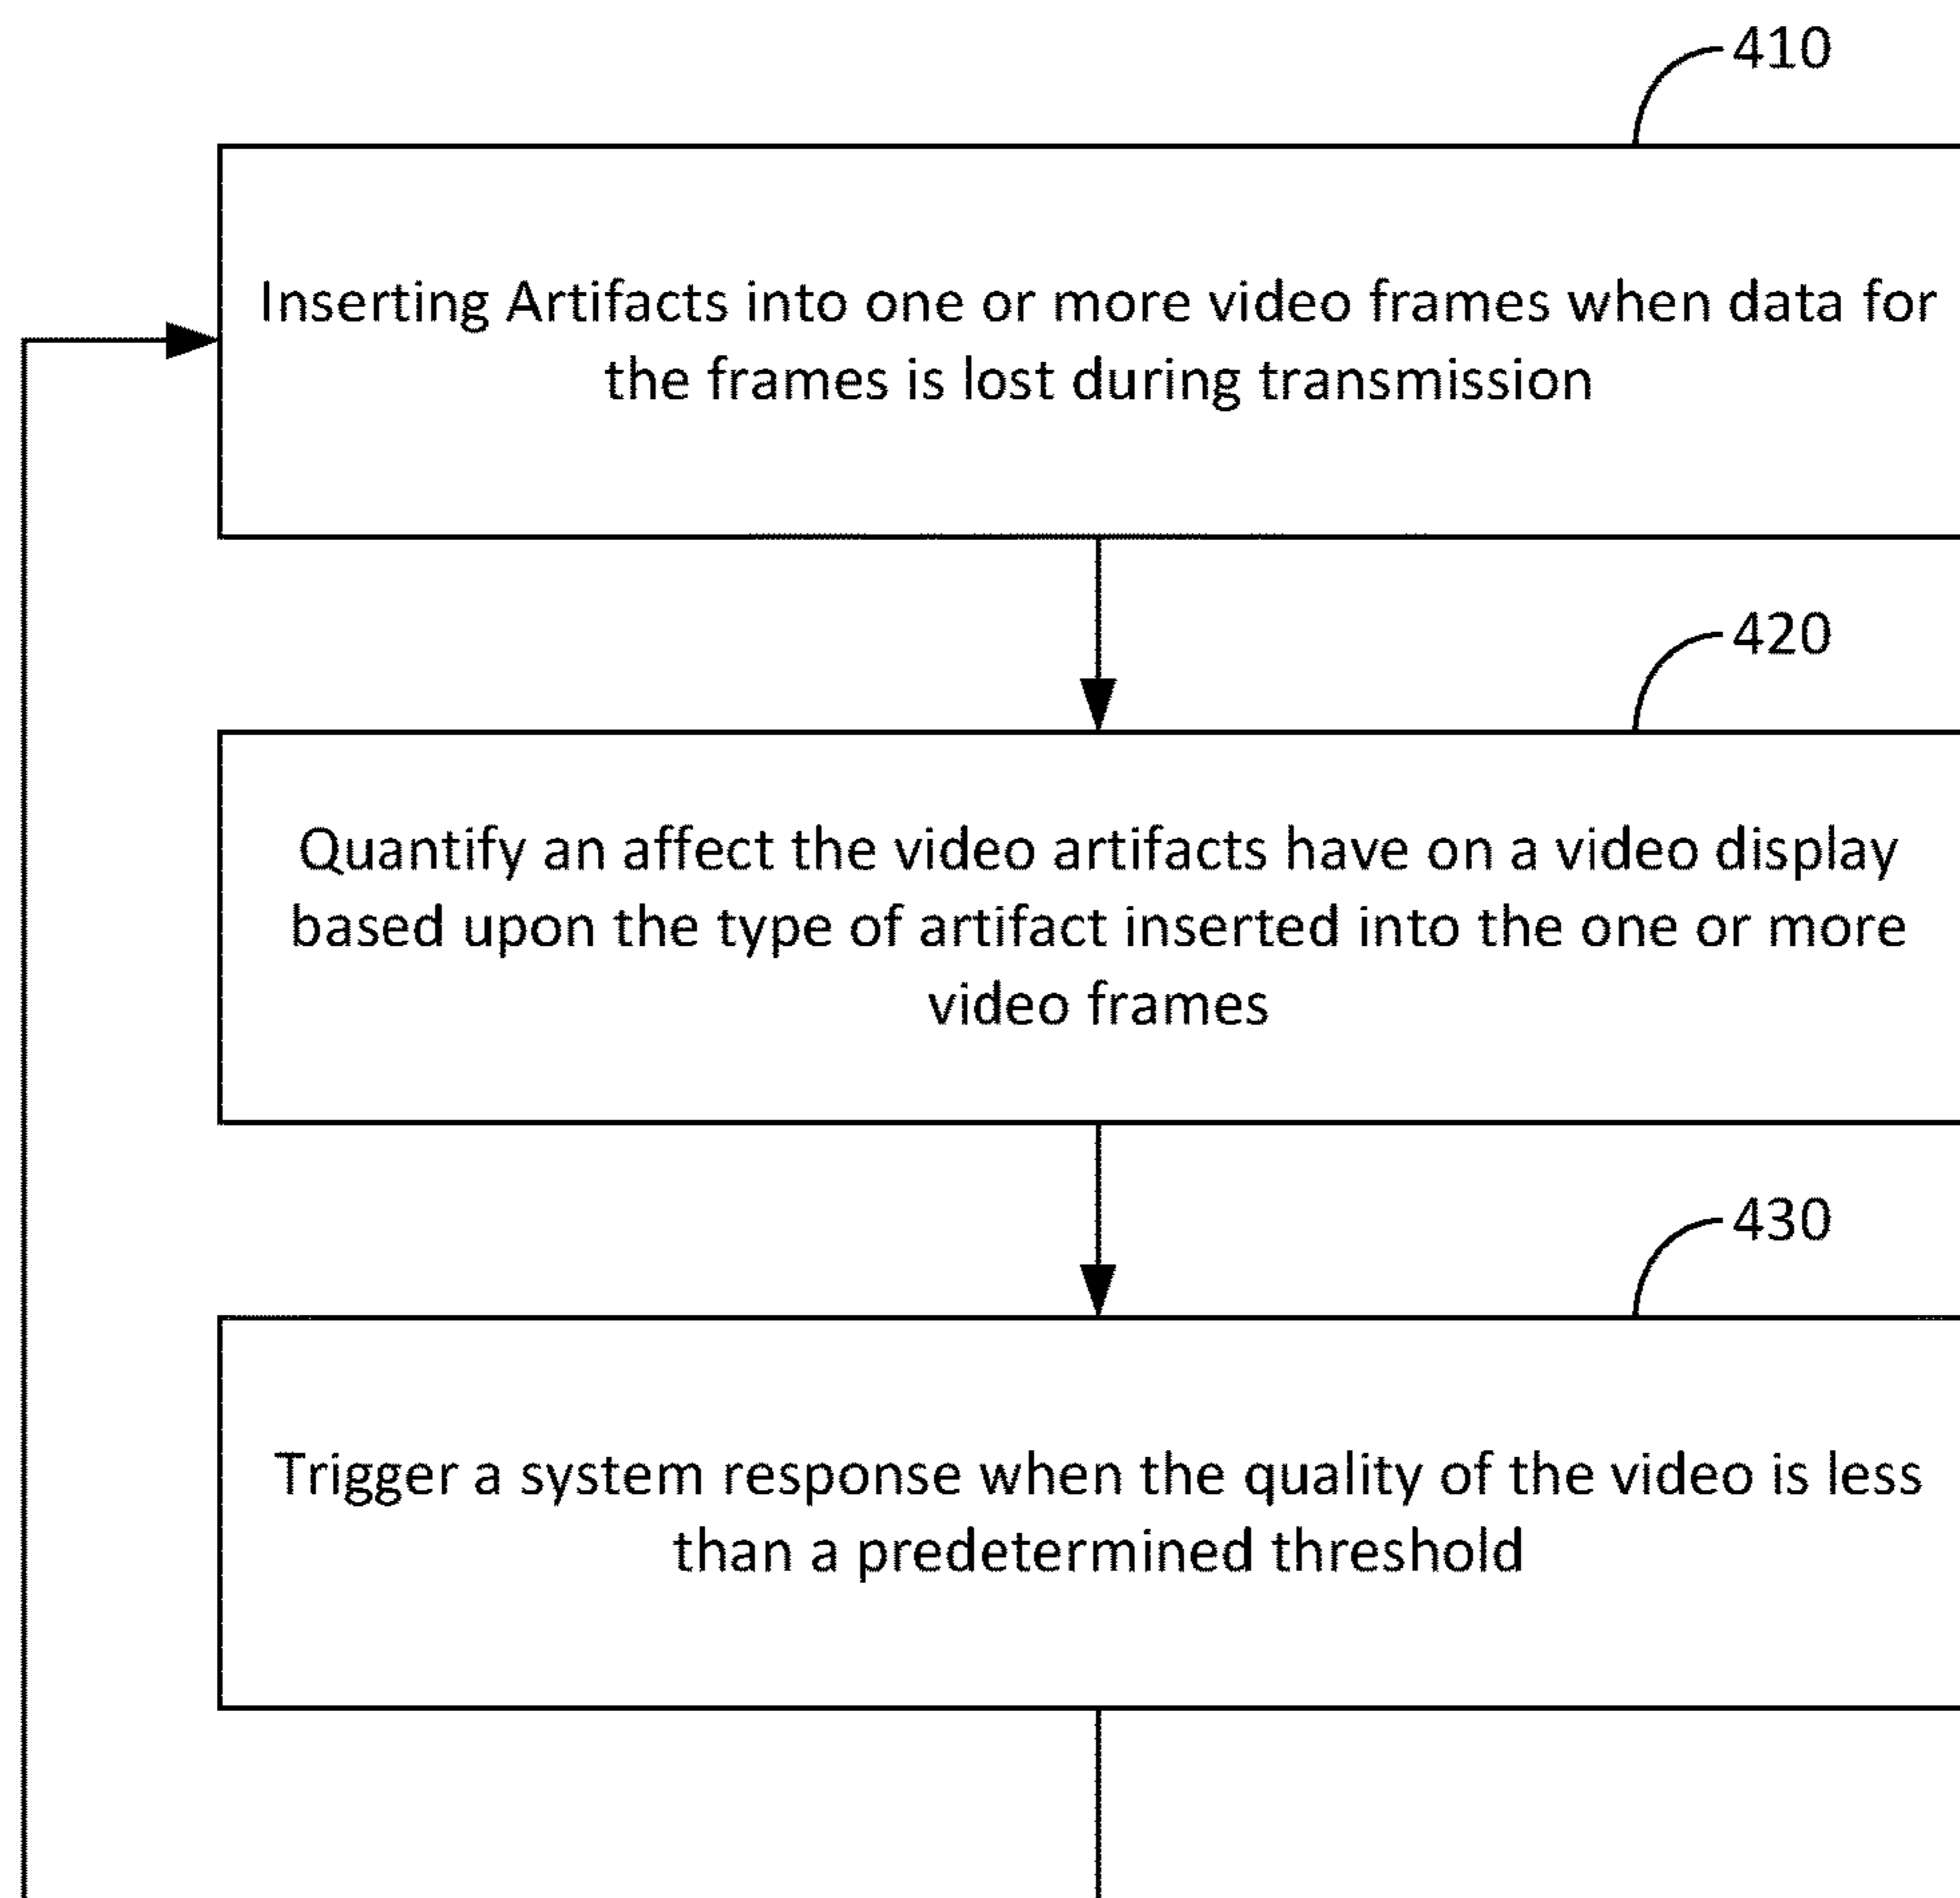 410
Inserting Artifacts into one or more video frames when data for
the frames is lost during transmission
420
Quantify an affect the video artifacts have on a video display
based upon the type of artifact inserted into the one or more
video frames
430
Trigger a system response when the quality of the video is less
than a predetermined threshold